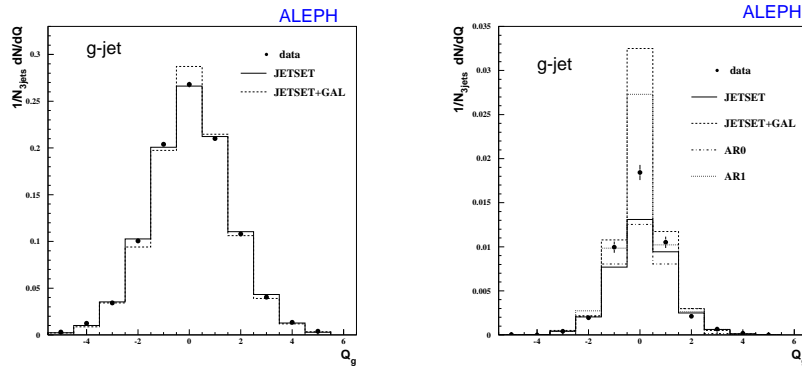 ALEPH
1/N3jets dN/dQ
g-jet
data
JETSET
JETSET+GAL
0.3
0.25
0.2
0.15
0.1
0.05
0
-4 -2 0 2 4 6
Qg
ALEPH
1/N3jets dN/dQ
g-jet
data
JETSET
JETSET+GAL
AR0
AR1
0.035
0.03
0.025
0.02
0.015
0.01
0.005
0
-4 -2 0 2 4 6
Qg